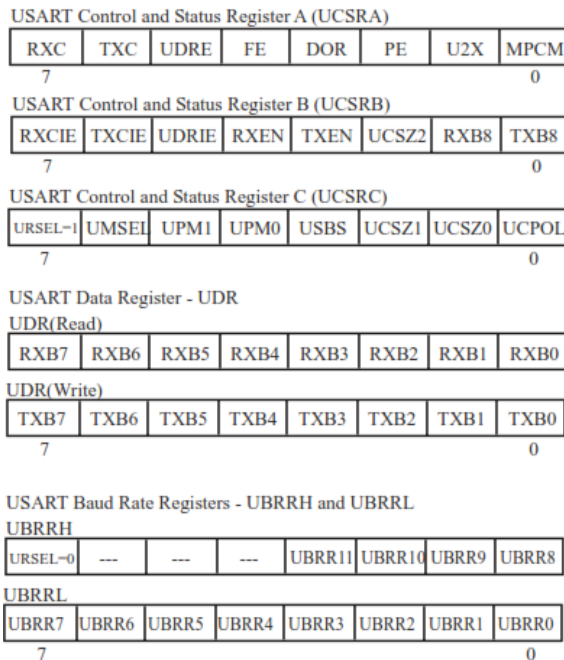 USART Control and Status Register A (UCSRA)
RXC TXC UDRE FE DOR PE U2X MPCM
7 0
USART Control and Status Register B (UCSRB)
RXCIE TXCIE UDRIE RXEN TXEN UCSZ2 RXB8 TXB8
7 0
USART Control and Status Register C (UCSRC)
URSEL=1 UMSEL UPM1 UPM0 USBS UCSZ1 UCSZ0 UCPOL
7 0
USART Data Register - UDR
UDR(Read)
RXB7 RXB6 RXB5 RXB4 RXB3 RXB2 RXB1 RXB0
UDR(Write)
TXB7 TXB6 TXB5 TXB4 TXB3 TXB2 TXB1 TXB0
7 0
USART Baud Rate Registers - UBRRH and UBRRL
UBRRH
URSEL=0 --- --- --- UBRR11 UBRR10 UBRR9 UBRR8
UBRRL
UBRR7 UBRR6 UBRR5 UBRR4 UBRR3 UBRR2 UBRR1 UBRR0
7 0